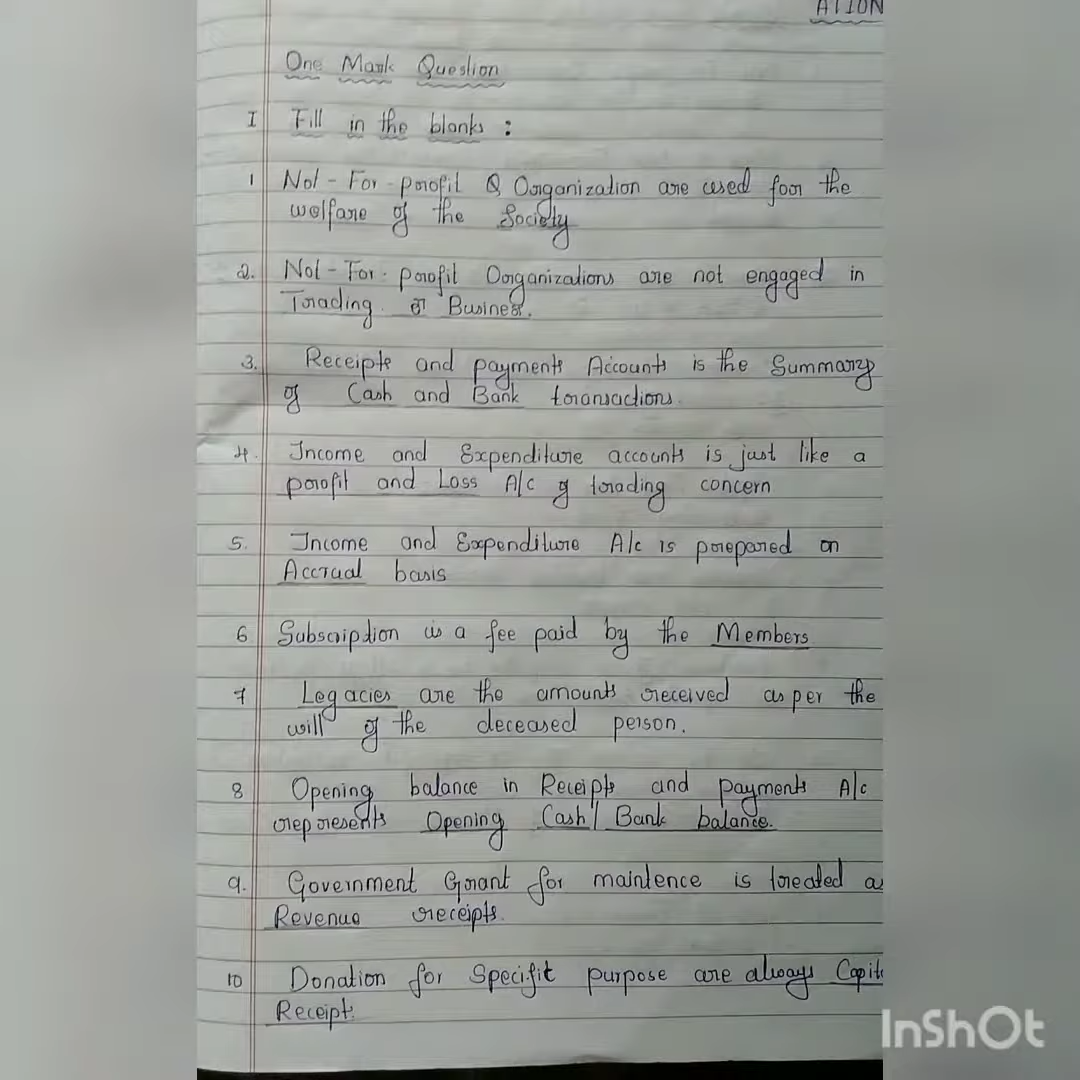 ATION
One Mark Question
I Fill in the blanks :
1 Not - For - profit Organization are used for the
welfare of the Society
2. Not - For - profit Organizations are not engaged in
Trading or Business.
3. Receipts and payments Accounts is the Summary
of Cash and Bank transactions.
4. Income and Expenditure accounts is just like a
profit and Loss A/c of trading concern
5. Income and Expenditure A/c is prepared on
Accrual basis
6 Subscription is a fee paid by the Members
7 Legacies are the amounts received as per the
will of the deceased person.
8 Opening balance in Receipts and payments A/c
represents Opening Cash/ Bank balance.
9. Government Grant for maintence is treated as
Revenue receipts.
10 Donation for Specifit purpose are always Capit
Receipt.
InShOt